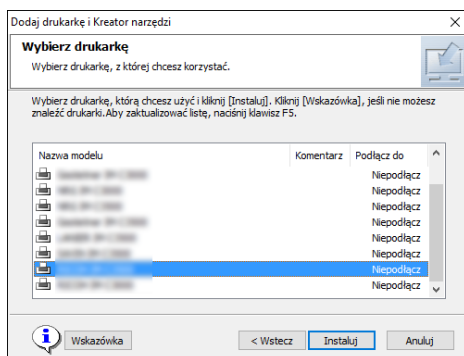 Dodaj drukarkę i Kreator narzędzi
Wybierz drukarkę
Wybierz drukarkę, z której chcesz korzystać.
Wybierz drukarkę, którą chcesz użyć i kliknij [Instaluj]. Kliknij [Wskazówka], jeśli nie możesz
znaleźć drukarki.Aby zaktualizować listę, naciśnij klawisz F5.
Nazwa modelu Komentarz Podłącz do
Niepodłącz
Niepodłącz
Niepodłącz
Niepodłącz
Niepodłącz
Niepodłącz
Niepodłącz
Niepodłącz
Wskazówka < Wstecz Instaluj Anuluj